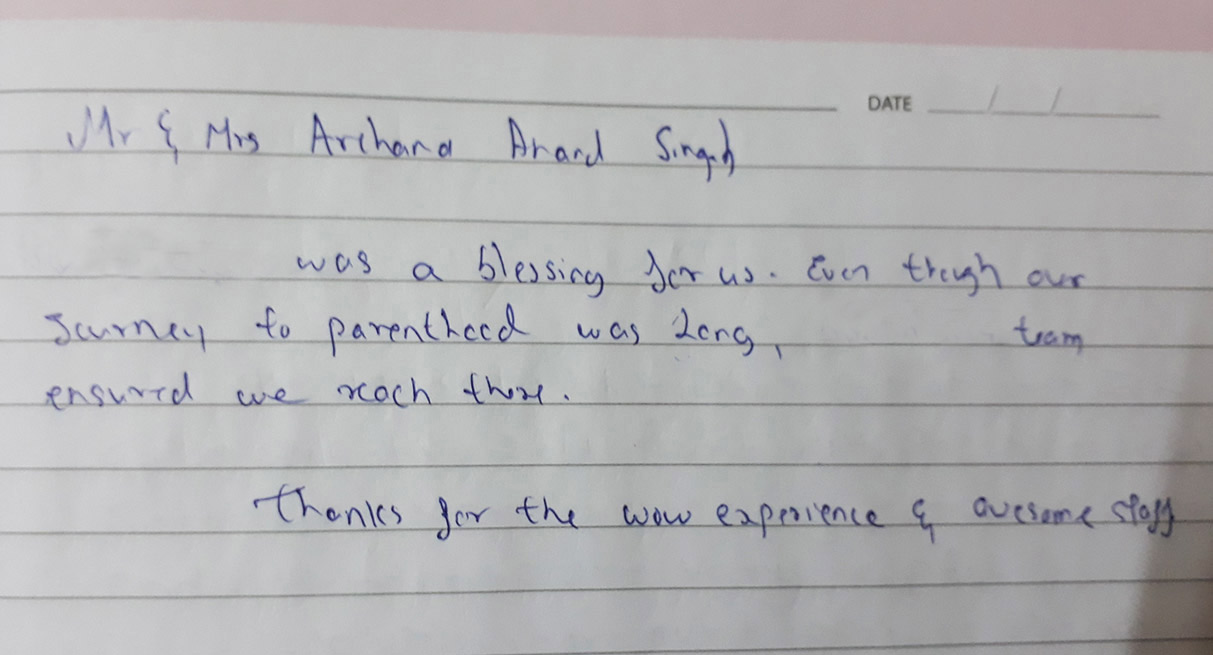 DATE / /
Mr & Mrs Archana Anand Singh
was a blessing for us. Even though our
Journey to parenthood was long, team
ensured we reach there.
Thanks for the wow experience & awesome staff